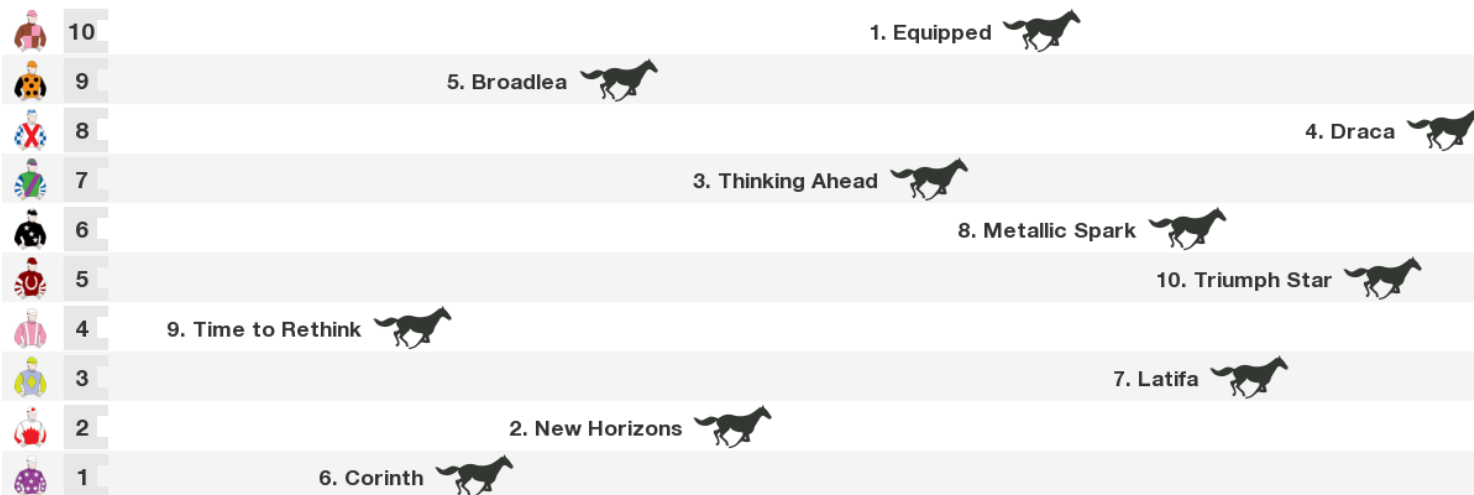 10 1. Equipped
9 5. Broadlea
8 4. Draca
7 3. Thinking Ahead
6 8. Metallic Spark
5 10. Triumph Star
4 9. Time to Rethink
3 7. Latifa
2 2. New Horizons
1 6. Corinth